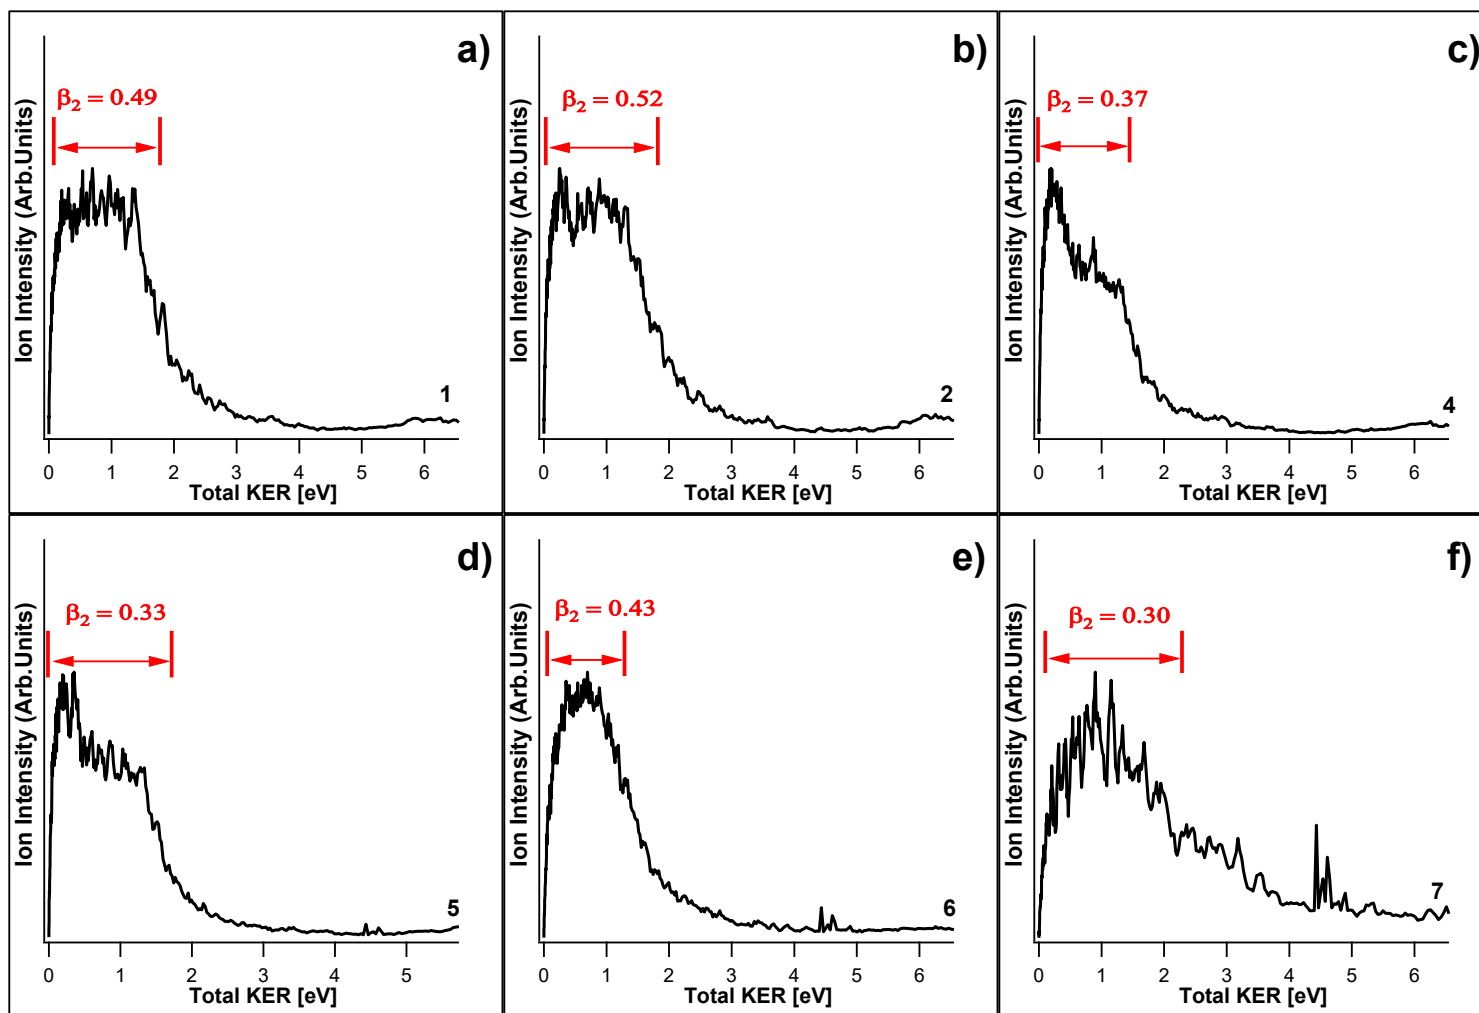 a)
β₂ = 0.49
Ion Intensity (Arb.Units)
1
0 1 2 3 4 5 6
Total KER [eV]
b)
β₂ = 0.52
Ion Intensity (Arb.Units)
2
0 1 2 3 4 5 6
Total KER [eV]
c)
β₂ = 0.37
Ion Intensity (Arb.Units)
4
0 1 2 3 4 5 6
Total KER [eV]
d)
β₂ = 0.33
Ion Intensity (Arb.Units)
5
0 1 2 3 4 5
Total KER [eV]
e)
β₂ = 0.43
Ion Intensity (Arb.Units)
6
0 1 2 3 4 5 6
Total KER [eV]
f)
β₂ = 0.30
Ion Intensity (Arb.Units)
7
0 1 2 3 4 5 6
Total KER [eV]